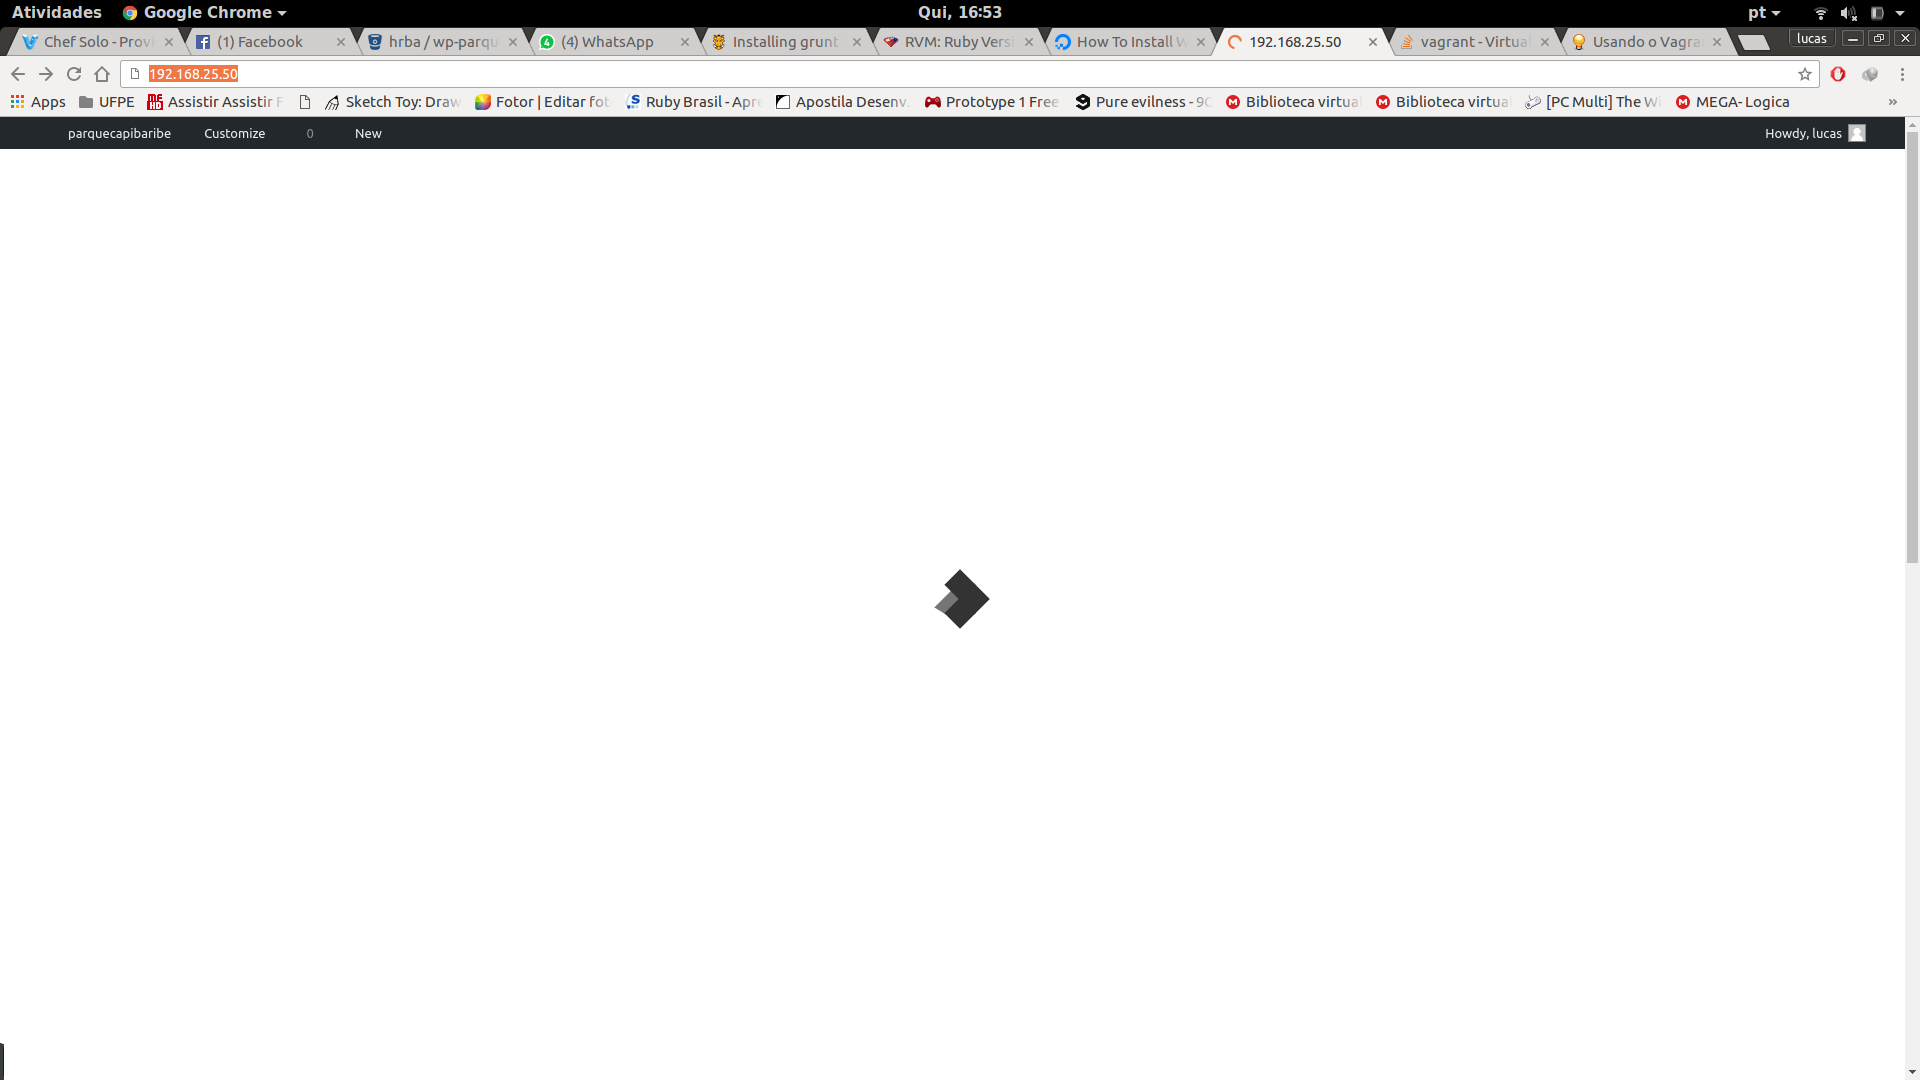 Atividades Google Chrome Qui, 16:53 pt
Chef Solo - Provi (1) Facebook hrba / wp-parqu (4) WhatsApp Installing grunt RVM: Ruby Versi How To Install W 192.168.25.50 vagrant - Virtual Usando o Vagra lucas
192.168.25.50
Apps UFPE Assistir Assistir F Sketch Toy: Draw Fotor | Editar fot Ruby Brasil - Apre Apostila Desenv. Prototype 1 Free Pure evilness - 9G Biblioteca virtual Biblioteca virtual [PC Multi] The Wi MEGA- Logica »
parquecapibaribe Customize 0 New Howdy, lucas